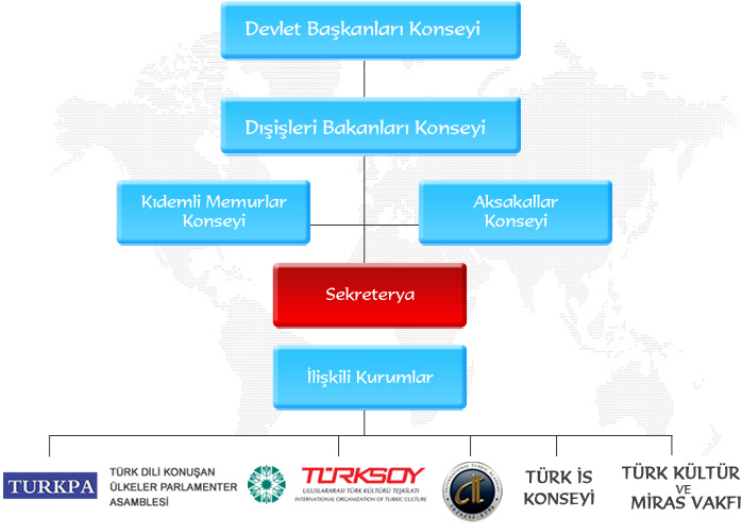 Devlet Başkanları Konseyi
Dışişleri Bakanları Konseyi
Kıdemli Memurlar
Konseyi
Aksakallar
Konseyi
Sekreterya
İlişkili Kurumlar
TURKPA
TÜRK DİLİ KONUŞAN
ÜLKELER PARLAMENTER
ASAMBLESİ
TÜRKSOY
ULUSLARARASI TÜRK KÜLTÜRÜ TEŞKİLATI
INTERNATIONAL ORGANIZATION OF TURKIC CULTURE
TÜRK İS
KONSEYİ
TÜRK KÜLTÜR
VE
MİRAS VAKFI